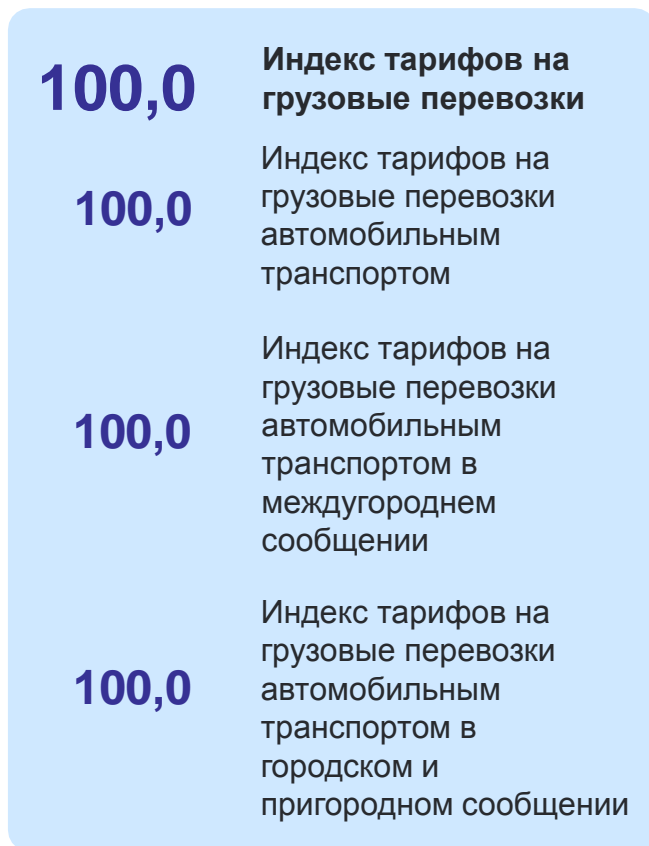 100,0
Индекс тарифов на
грузовые перевозки
100,0
Индекс тарифов на
грузовые перевозки
автомобильным
транспортом
100,0
Индекс тарифов на
грузовые перевозки
автомобильным
транспортом в
междугороднем
сообщении
100,0
Индекс тарифов на
грузовые перевозки
автомобильным
транспортом в
городском и
пригородном сообщении